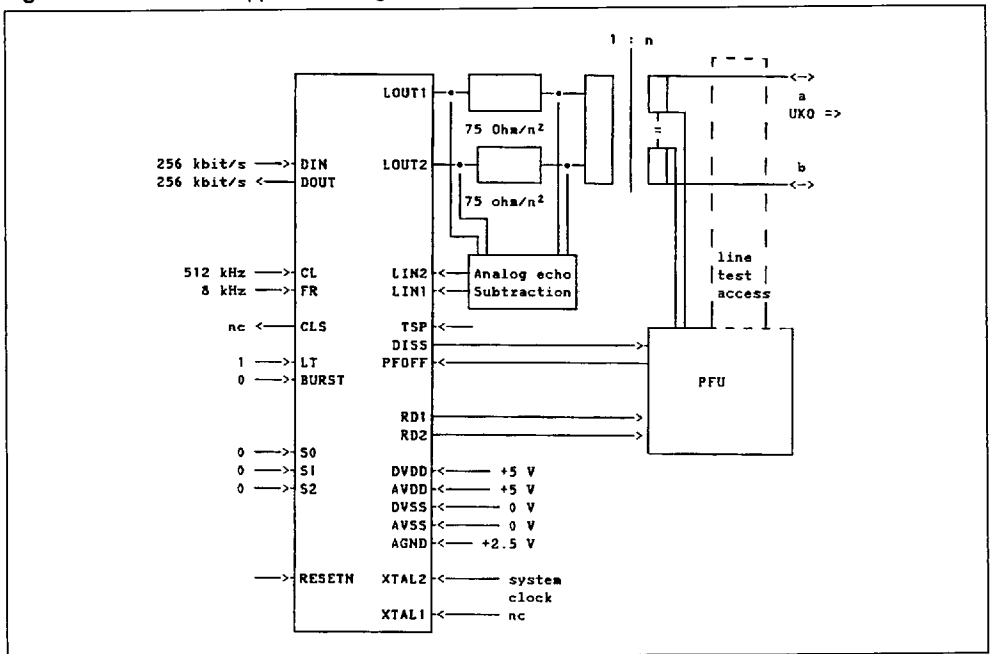 1 : n
LOUT1
75 Ohm/n²
a
UK0 =>
256 kbit/s DIN LOUT2 =
256 kbit/s DOUT b
75 ohm/n²
512 kHz CL LIN2 Analog echo
8 kHz FR LIN1 Subtraction
line
test
access
nc CLS TSP
DISS
1 LT PFOFF
0 BURST PFU
RD1
RD2
0 S0
0 S1 DVDD +5 V
0 S2 AVDD +5 V
DVSS 0 V
AVSS 0 V
AGND +2.5 V
RESETN XTAL2 system
clock
XTAL1 nc